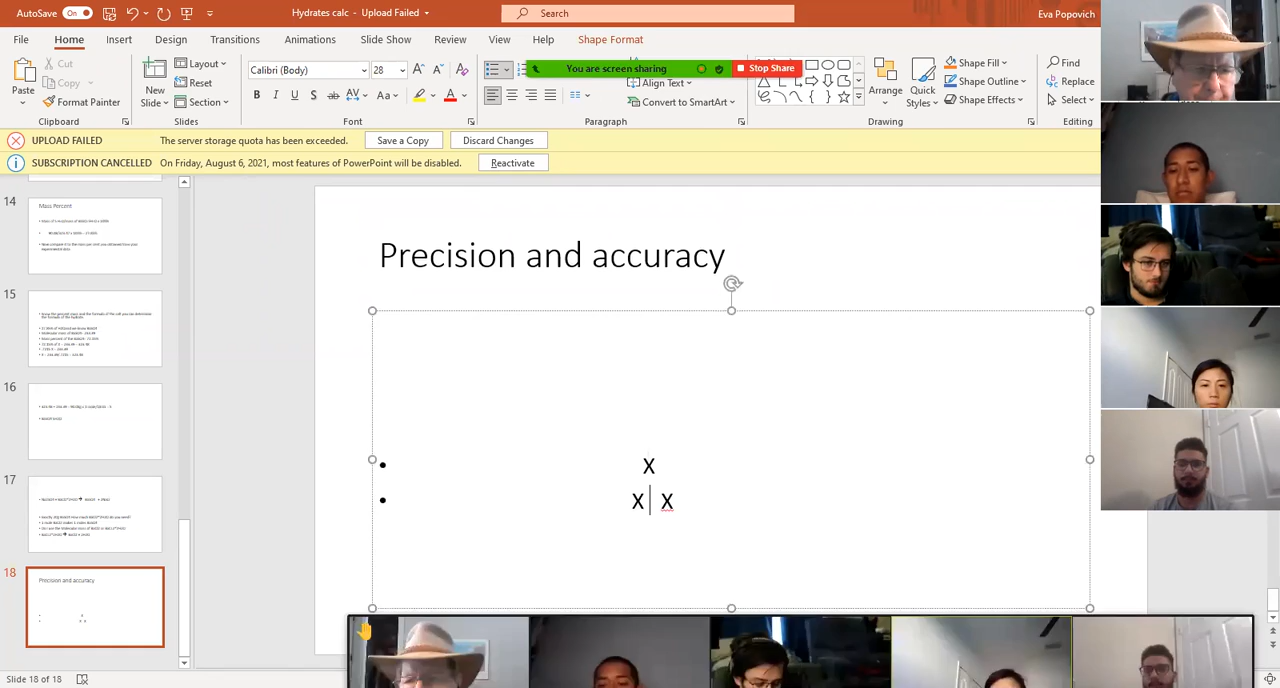 AutoSave On Hydrates calc - Upload Failed Search Eva Popovich
File Home Insert Design Transitions Animations Slide Show Review View Help Shape Format
Paste
Cut
Copy
Format Painter
Clipboard
New
Slide
Layout
Reset
Section
Slides
Calibri (Body) 28
B I U S ab AV Aa A
Font
You are screen sharing Stop Share
Align Text
Convert to SmartArt
Paragraph
Arrange
Quick
Styles
Shape Fill
Shape Outline
Shape Effects
Drawing
Find
Replace
Select
Editing
UPLOAD FAILED The server storage quota has been exceeded. Save a Copy Discard Changes
SUBSCRIPTION CANCELLED On Friday, August 6, 2021, most features of PowerPoint will be disabled. Reactivate
14
Mass Percent
15
16
17
18
Precision and accuracy
Precision and accuracy
• X
• X X
Slide 18 of 18